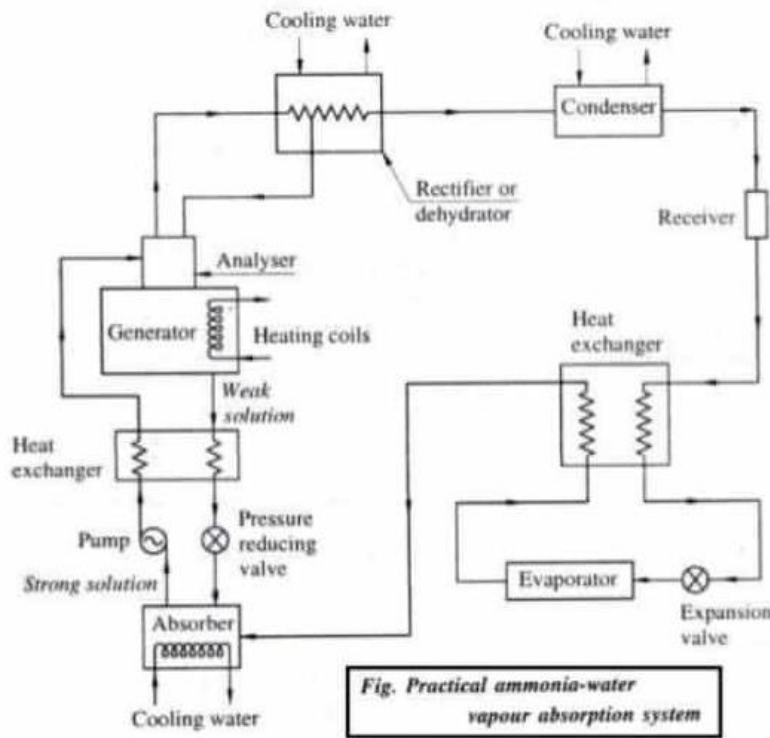 Cooling water
Cooling water
Condenser
Rectifier or
dehydrator
Receiver
Analyser
Generator
Heating coils
Heat
exchanger
Weak
solution
Heat
exchanger
Pump
Pressure
reducing
valve
Strong solution
Evaporator
Expansion
valve
Absorber
Cooling water
Fig. Practical ammonia-water
vapour absorption system